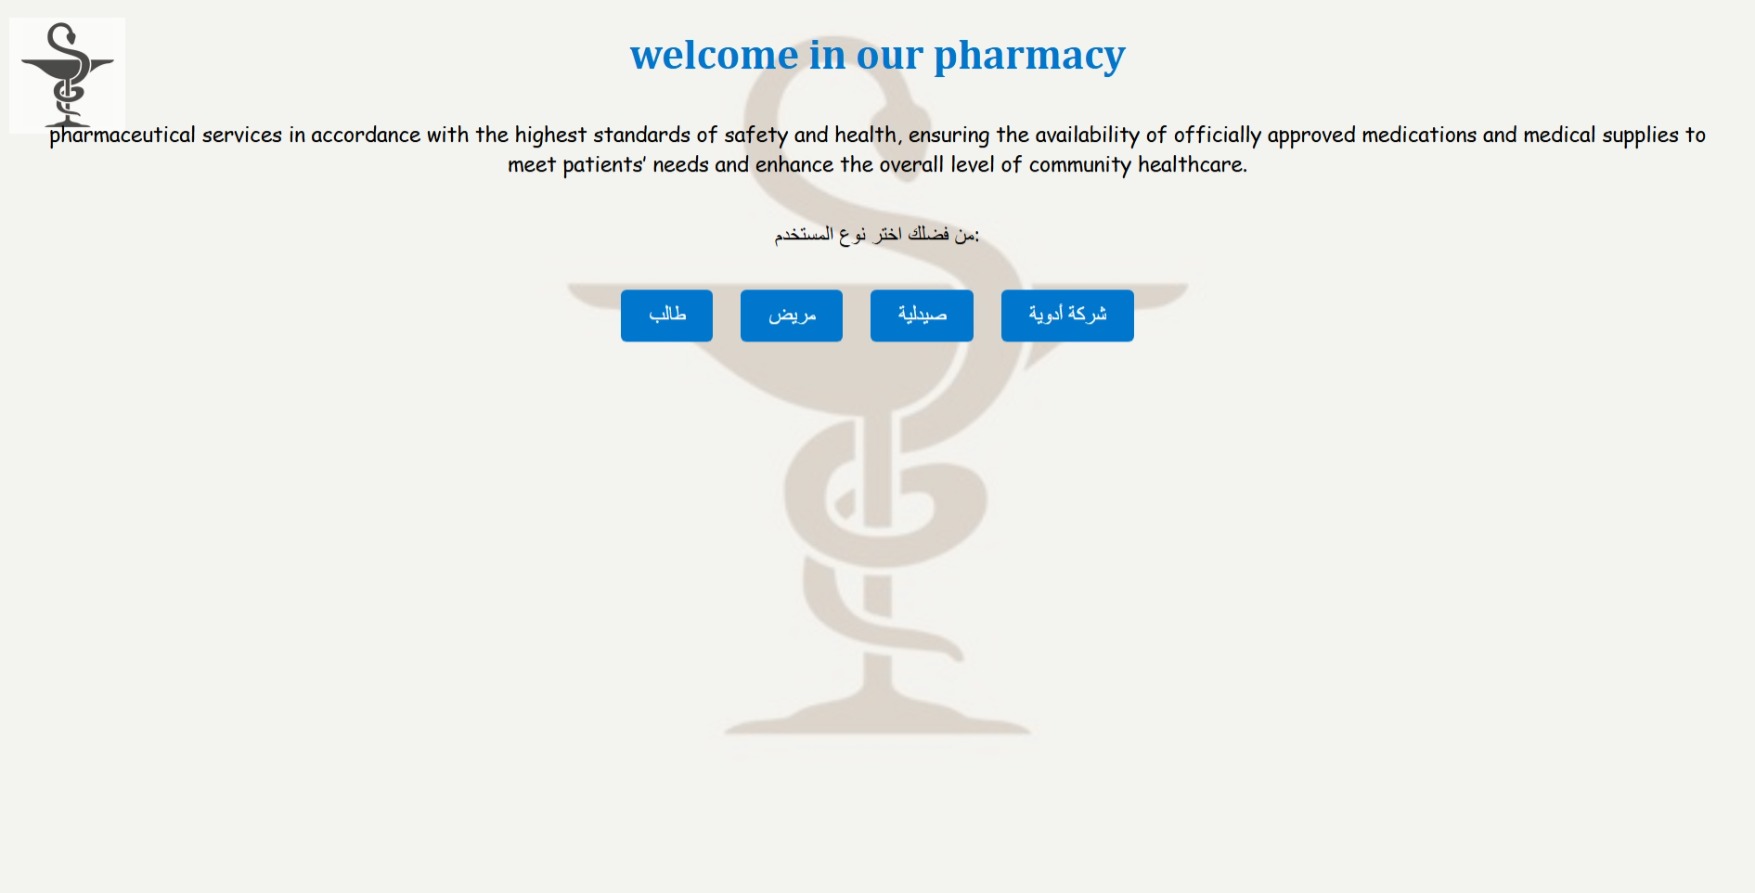 welcome in our pharmacy
pharmaceutical services in accordance with the highest standards of safety and health, ensuring the availability of officially approved medications and medical supplies to
meet patients’ needs and enhance the overall level of community healthcare.
من فضلك اختر نوع المستخدم:
شركة أدوية
صيدلية
مريض
طالب